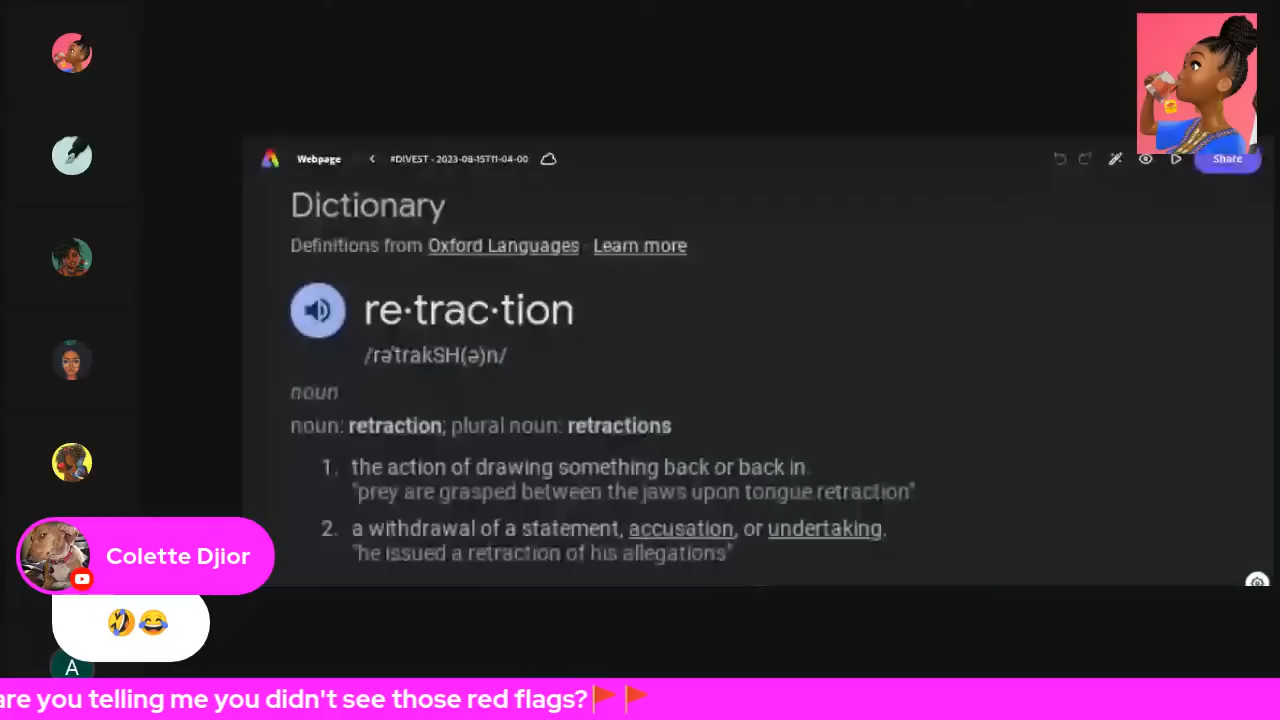 Webpage
#DIVEST - 2023-08-15T11-04-00
Share
Dictionary
Definitions from Oxford Languages · Learn more
re·trac·tion
/rəˈtrakSH(ə)n/
noun
noun: retraction; plural noun: retractions
1. the action of drawing something back or back in.
"prey are grasped between the jaws upon tongue retraction"
2. a withdrawal of a statement, accusation, or undertaking.
"he issued a retraction of his allegations"
Colette Djior
🤣😂
A
are you telling me you didn't see those red flags?🚩🚩